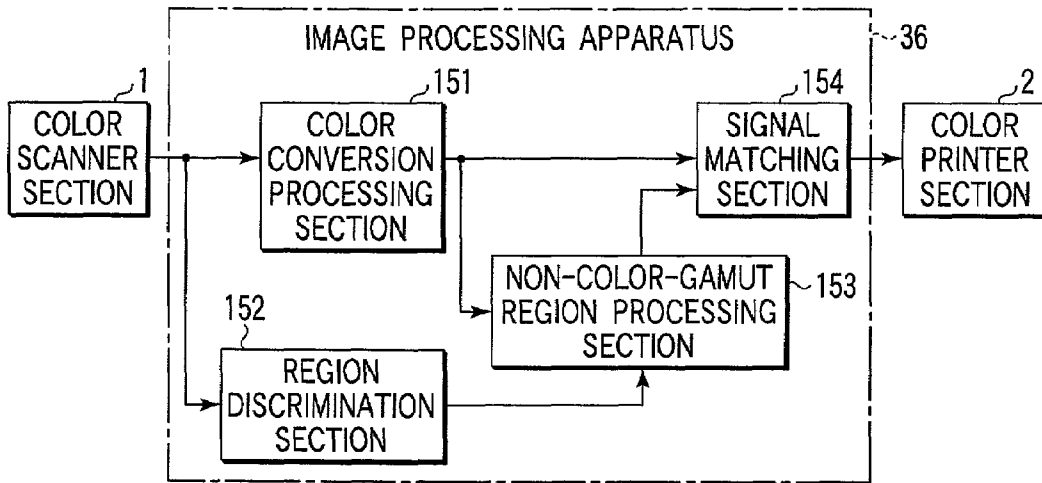 IMAGE PROCESSING APPARATUS
36
1
COLOR
SCANNER
SECTION
151
COLOR
CONVERSION
PROCESSING
SECTION
154
SIGNAL
MATCHING
SECTION
2
COLOR
PRINTER
SECTION
NON-COLOR-GAMUT
REGION PROCESSING
SECTION
153
152
REGION
DISCRIMINATION
SECTION